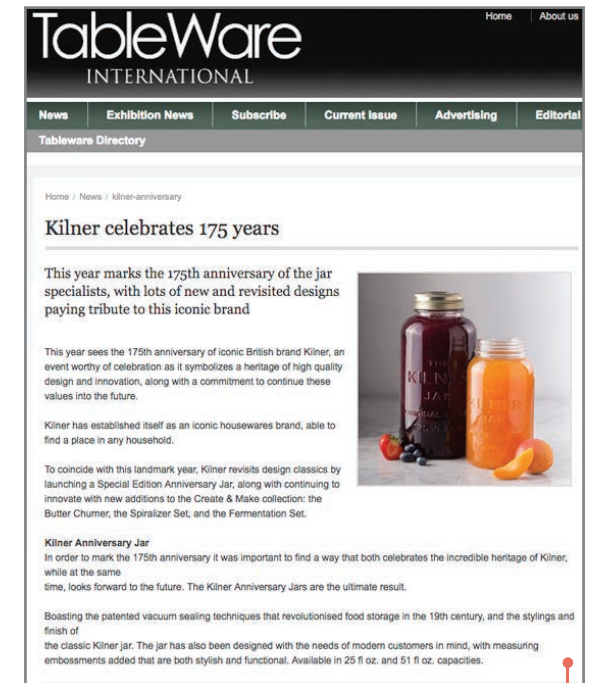 Home
About us
TableWare
INTERNATIONAL
News
Exhibition News
Subscribe
Current Issue
Advertising
Editorial
Tableware Directory
Home / News / kilner-anniversary
Kilner celebrates 175 years
This year marks the 175th anniversary of the jar
specialists, with lots of new and revisited designs
paying tribute to this iconic brand
This year sees the 175th anniversary of iconic British brand Kilner, an
event worthy of celebration as it symbolizes a heritage of high quality
design and innovation, along with a commitment to continue these
values into the future.
Kilner has established itself as an iconic housewares brand, able to
find a place in any household.
To coincide with this landmark year, Kilner revisits design classics by
launching a Special Edition Anniversary Jar, along with continuing to
innovate with new additions to the Create & Make collection: the
Butter Churner, the Spiralizer Set, and the Fermentation Set.
THE
KILNER
JAR
Kilner Anniversary Jar
In order to mark the 175th anniversary it was important to find a way that both celebrates the incredible heritage of Kilner,
while at the same
time, looks forward to the future. The Kilner Anniversary Jars are the ultimate result.
Boasting the patented vacuum sealing techniques that revolutionised food storage in the 19th century, and the stylings and
finish of
the classic Kilner jar. The jar has also been designed with the needs of modern customers in mind, with measuring
embossments added that are both stylish and functional. Available in 25 fl oz. and 51 fl oz. capacities.